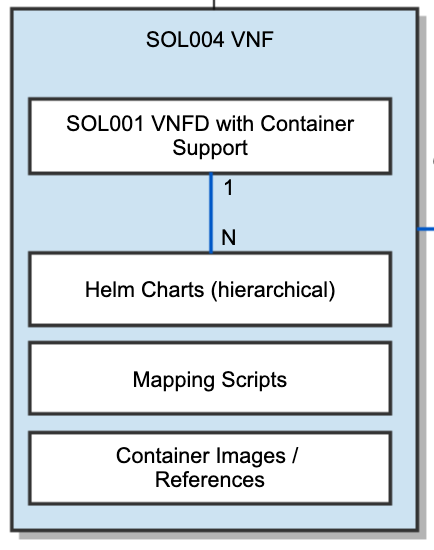 SOL004 VNF
SOL001 VNFD with Container
Support
1
N
Helm Charts (hierarchical)
Mapping Scripts
Container Images /
References